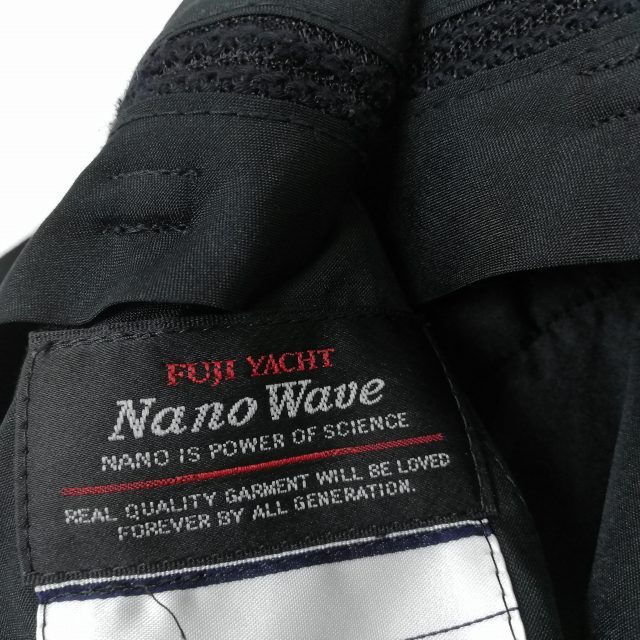 FUJI YACHT
Nano Wave
NANO IS POWER OF SCIENCE
REAL QUALITY GARMENT WILL BE LOVED
FOREVER BY ALL GENERATION.